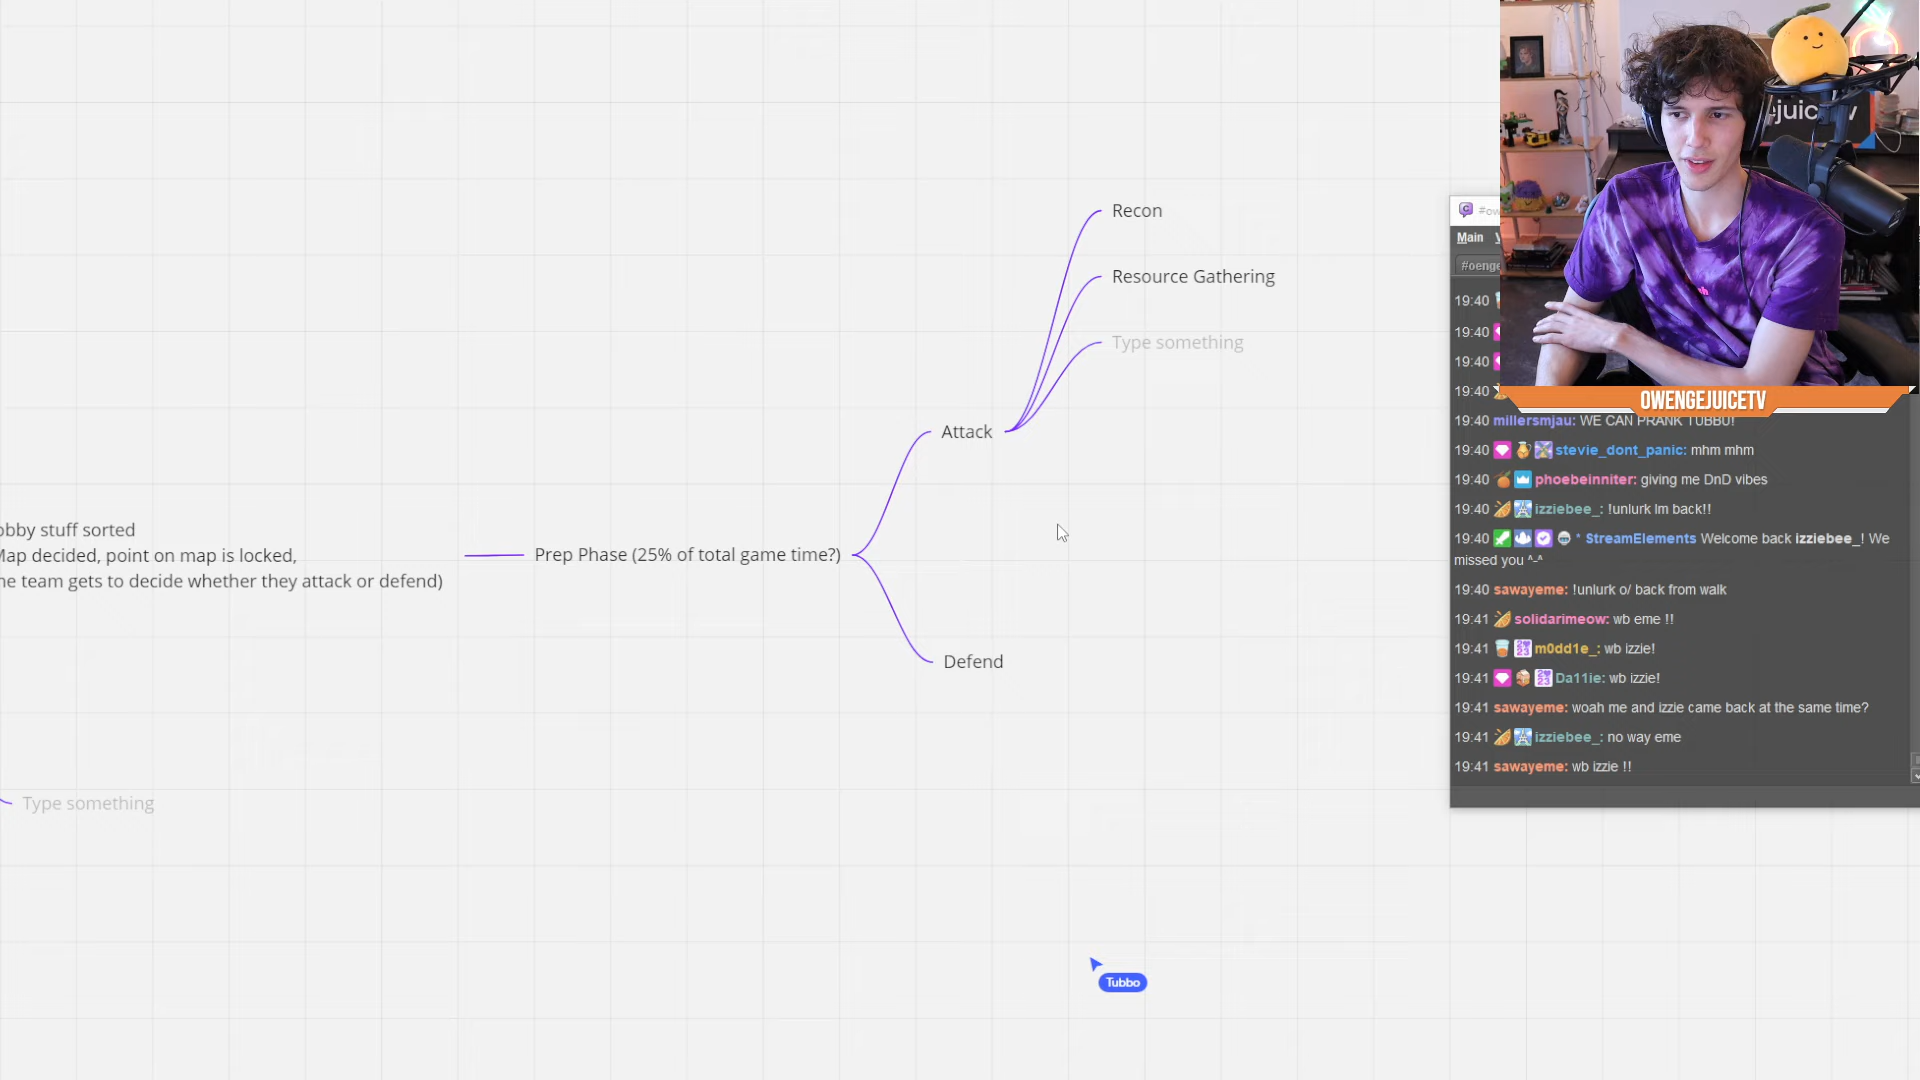 Recon
Resource Gathering
Type something
Attack
obby stuff sorted
Map decided, point on map is locked,
ne team gets to decide whether they attack or defend)
Prep Phase (25% of total game time?)
Defend
Type something
Tubbo
ejuic v
#ow
Main
#oenge
19:40
19:40
19:40
19:40
OWENGEJUICETV
19:40 millersmjau: WE CAN PRANK TUBBO!
19:40 stevie_dont_panic: mhm mhm
19:40 phoebeinniter: giving me DnD vibes
19:40 izziebee_: !unlurk Im back!!
19:40 * StreamElements Welcome back izziebee_! We
missed you ^-^
19:40 sawayeme: !unlurk o/ back from walk
19:41 solidarimeow: wb eme !!
19:41 m0dd1e_: wb izzie!
19:41 Da11ie: wb izzie!
19:41 sawayeme: woah me and izzie came back at the same time?
19:41 izziebee_: no way eme
19:41 sawayeme: wb izzie !!